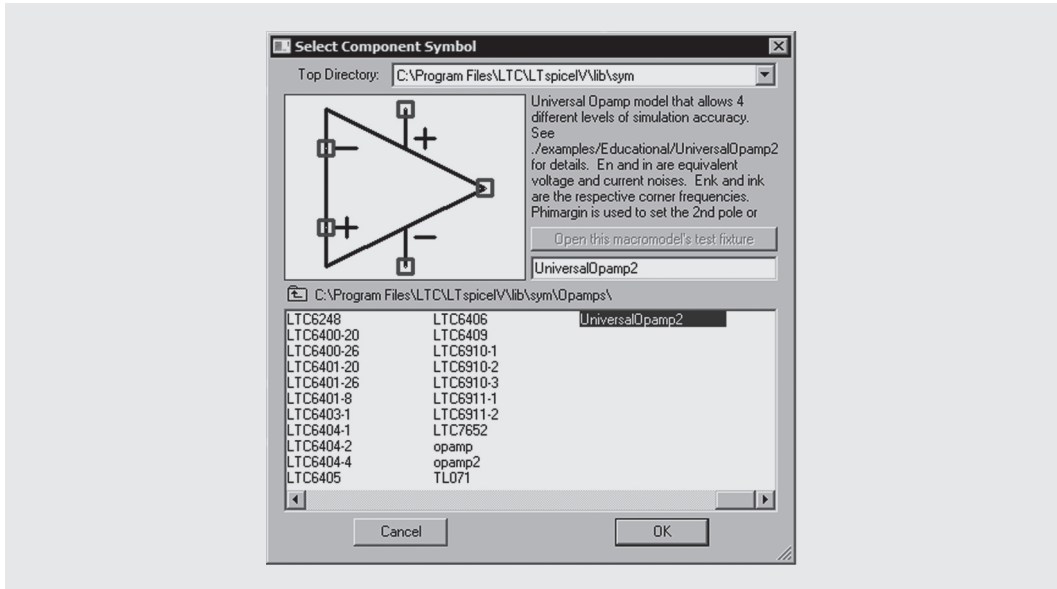 Select Component Symbol
Top Directory: C:\Program Files\LTC\LTspiceIV\lib\sym
Universal Opamp model that allows 4
different levels of simulation accuracy.
See
./examples/Educational/UniversalOpamp2
for details. En and in are equivalent
voltage and current noises. Enk and ink
are the respective corner frequencies.
Phimargin is used to set the 2nd pole or
Open this macromodel's test fixture
UniversalOpamp2
C:\Program Files\LTC\LTspiceIV\lib\sym\Opamps\
LTC6248 LTC6406 UniversalOpamp2
LTC6400-20 LTC6409
LTC6400-26 LTC6910-1
LTC6401-20 LTC6910-2
LTC6401-26 LTC6910-3
LTC6401-8 LTC6911-1
LTC6403-1 LTC6911-2
LTC6404-1 LTC7652
LTC6404-2 opamp
LTC6404-4 opamp2
LTC6405 TL071
Cancel OK